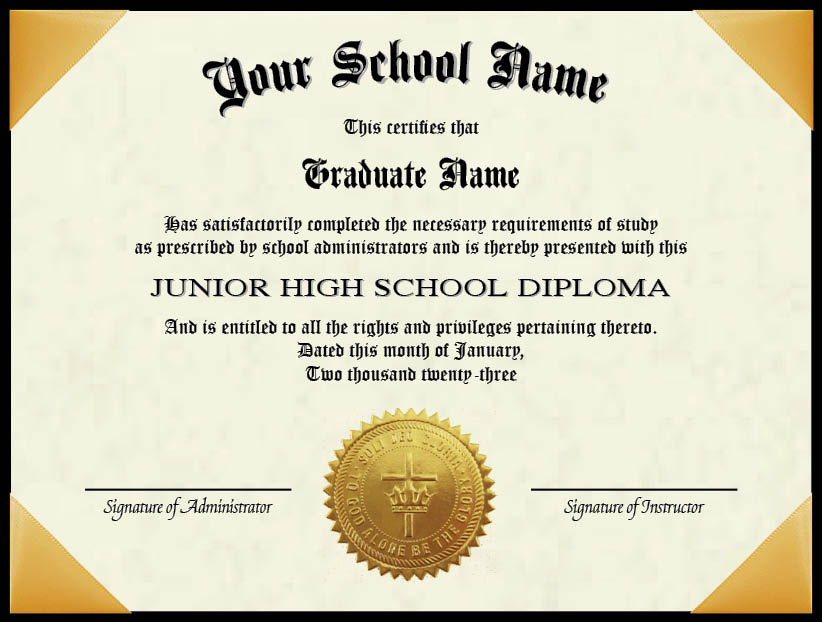 Your School Name
This certifies that
Graduate Name
Has satisfactorily completed the necessary requirements of study
as prescribed by school administrators and is thereby presented with this
JUNIOR HIGH SCHOOL DIPLOMA
And is entitled to all the rights and privileges pertaining thereto.
Dated this month of January,
Two thousand twenty-three
SOLI DEO GLORIA
TO GOD ALONE BE THE GLORY
Signature of Administrator
Signature of Instructor